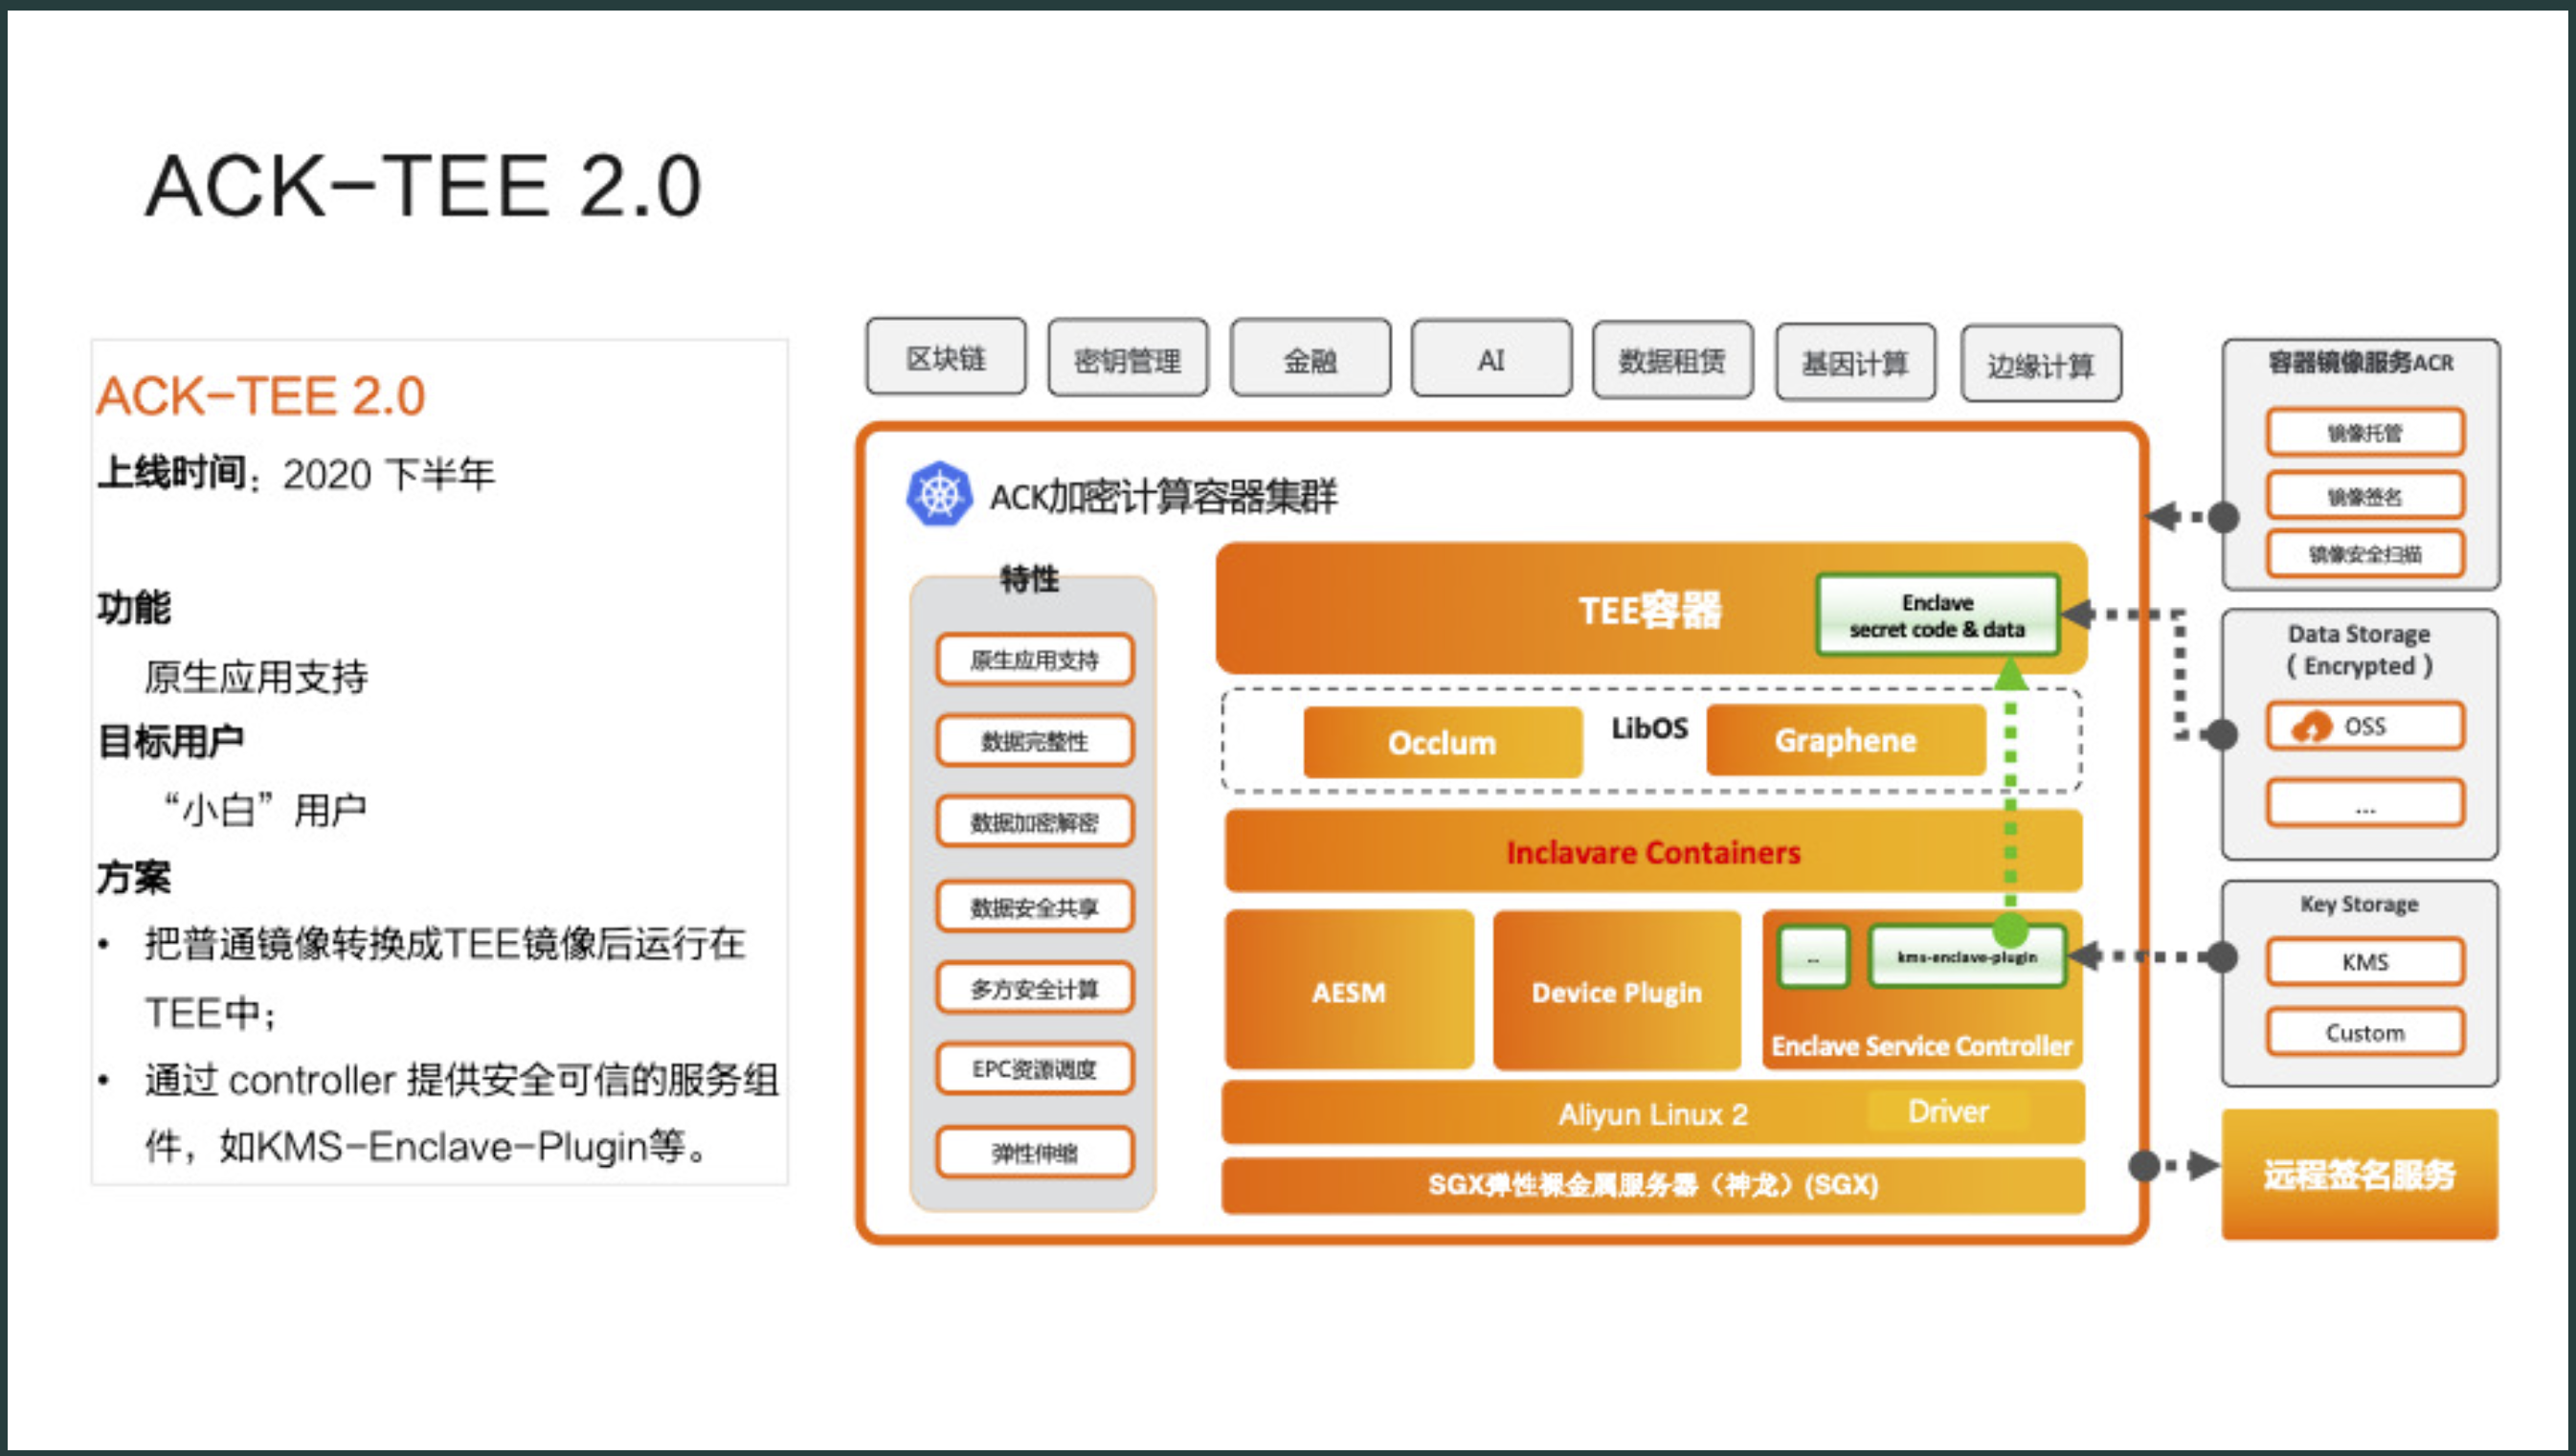 ACK-TEE 2.0
ACK-TEE 2.0
上线时间：2020 下半年
功能
原生应用支持
目标用户
“小白”用户
方案
• 把普通镜像转换成TEE镜像后运行在
TEE中；
• 通过 controller 提供安全可信的服务组
件，如KMS-Enclave-Plugin等。
区块链
密钥管理
金融
AI
数据租赁
基因计算
边缘计算
ACK加密计算容器集群
特性
原生应用支持
数据完整性
数据加密解密
数据安全共享
多方安全计算
EPC资源调度
弹性伸缩
TEE容器
Enclave
secret code & data
Occlum
LibOS
Graphene
Inclavare Containers
AESM
Device Plugin
...
kms-enclave-plugin
Enclave Service Controller
Aliyun Linux 2
Driver
SGX弹性裸金属服务器（神龙）(SGX)
容器镜像服务ACR
镜像托管
镜像签名
镜像安全扫描
Data Storage
( Encrypted )
OSS
...
Key Storage
KMS
Custom
远程签名服务